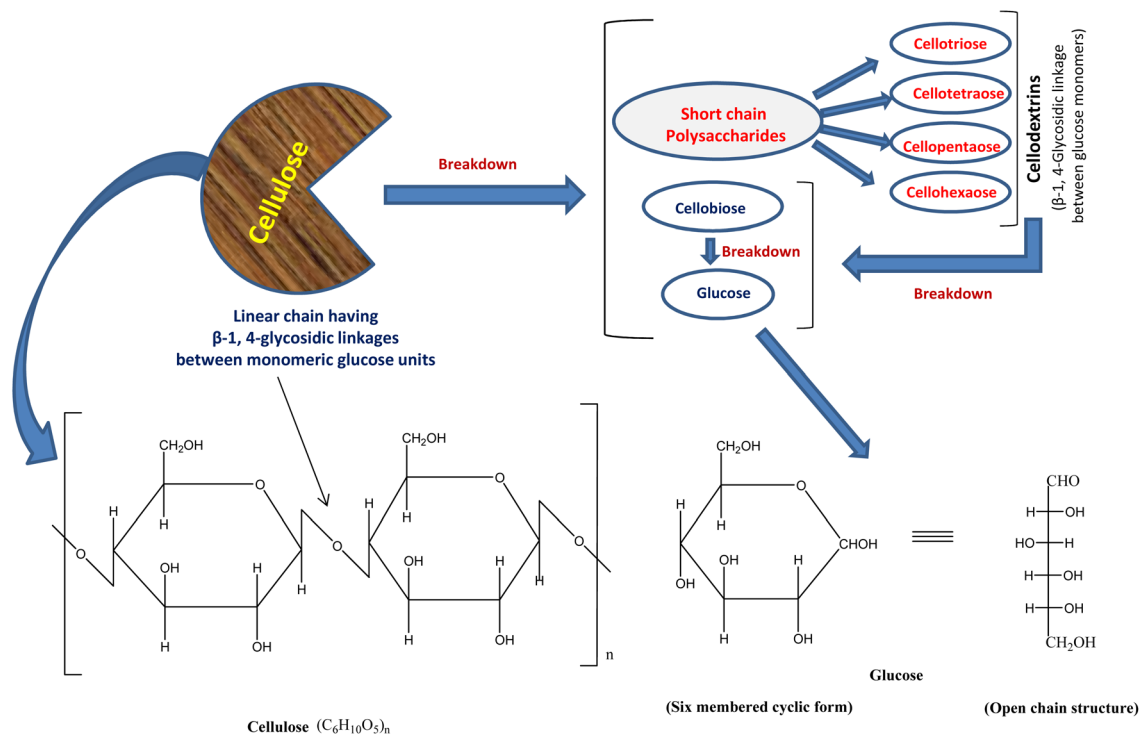 Cellulose
Breakdown
Short chain
Polysaccharides
Cellotriose
Cellotetraose
Cellopentaose
Cellohexaose
Cellodextrins
(β-1, 4-Glycosidic linkage
between glucose monomers)
Cellobiose
Breakdown
Glucose
Breakdown
Linear chain having
β-1, 4-glycosidic linkages
between monomeric glucose units
CH₂OH
O
H
H
O
OH
H
H
OH
H
O
CH₂OH
O
H
H
OH
H
H
OH
H
O
n
Cellulose (C₆H₁₀O₅)ₙ
CH₂OH
O
H
H
OH
OH
H
H
OH
CHOH
CHO
H OH
HO H
H OH
H OH
CH₂OH
Glucose
(Six membered cyclic form)
(Open chain structure)